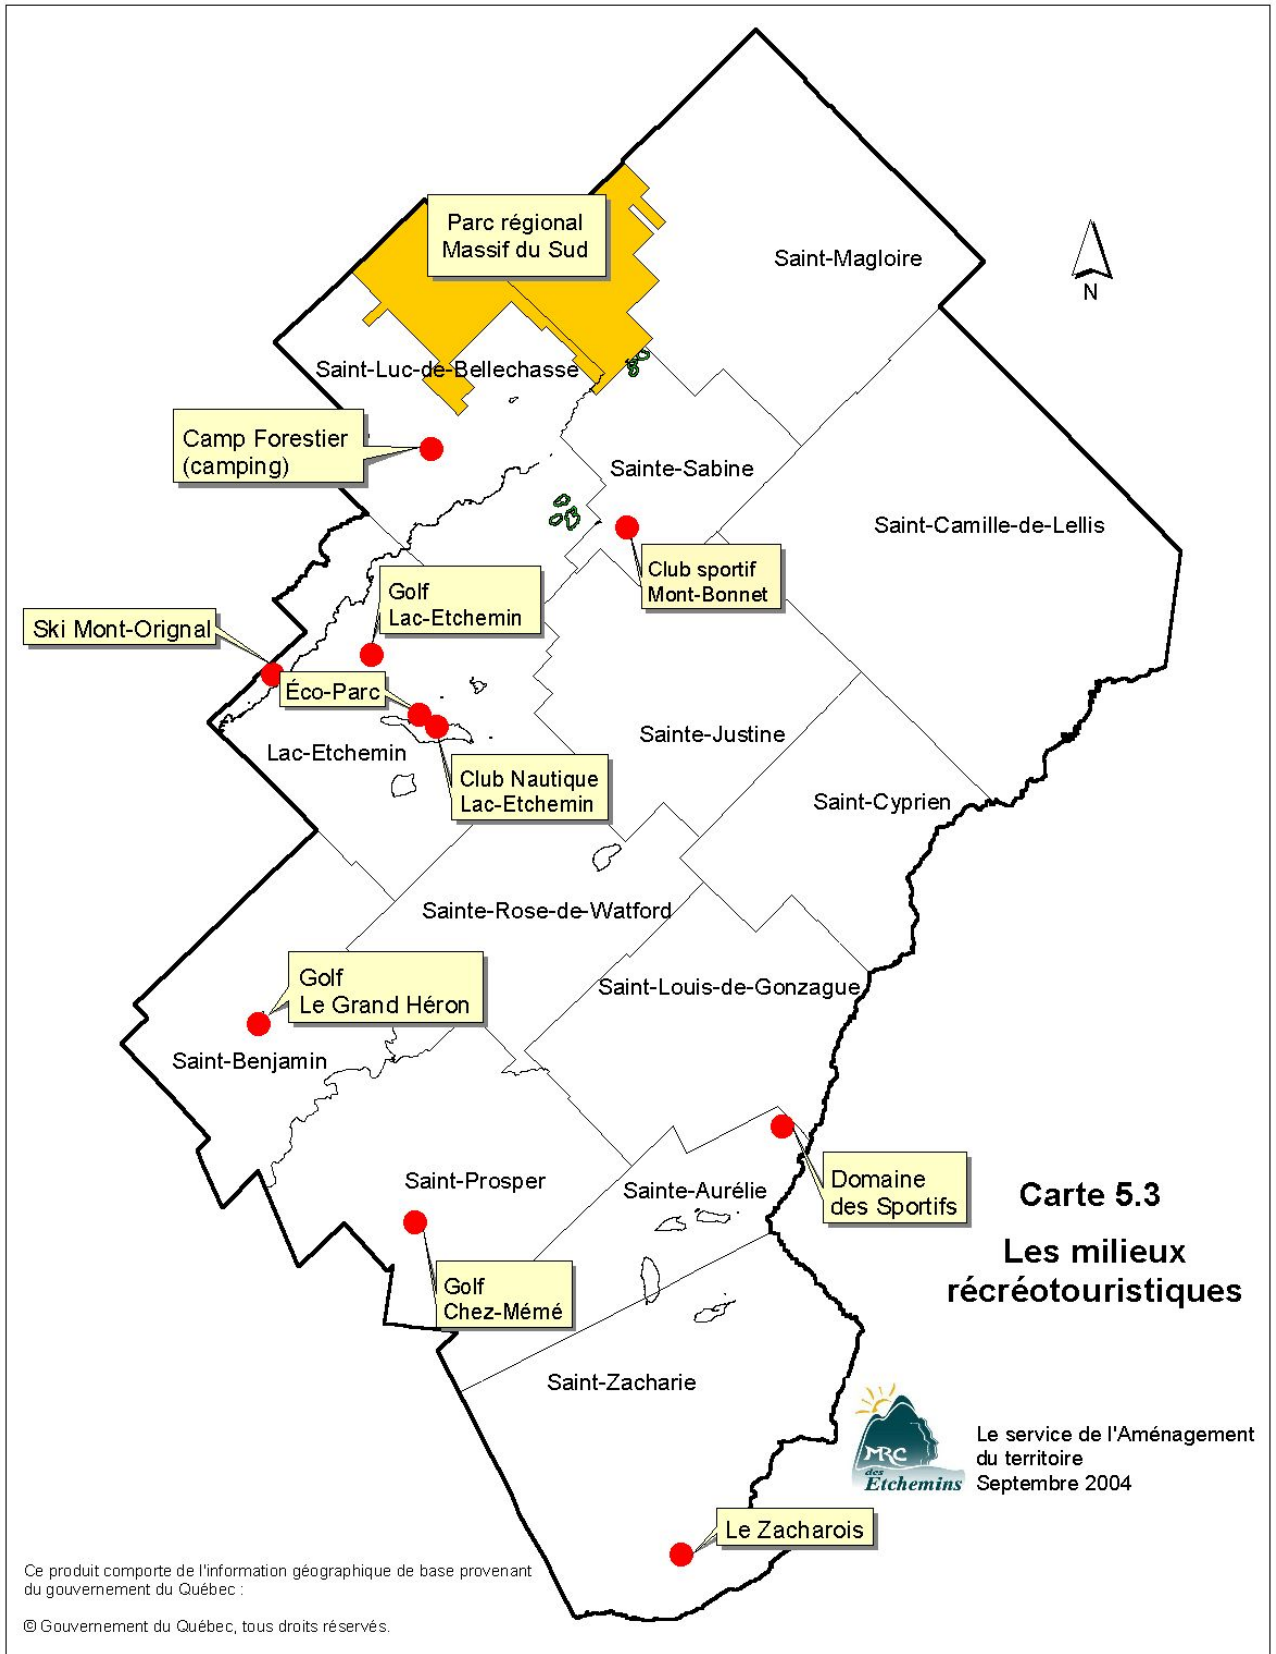 Parc régional
Massif du Sud
Saint-Magloire
N
Saint-Luc-de-Bellechasse
Camp Forestier
(camping)
Sainte-Sabine
Saint-Camille-de-Lellis
Club sportif
Mont-Bonnet
Golf
Lac-Etchemin
Ski Mont-Orignal
Éco-Parc
Sainte-Justine
Lac-Etchemin
Club Nautique
Lac-Etchemin
Saint-Cyprien
Sainte-Rose-de-Watford
Golf
Le Grand Héron
Saint-Louis-de-Gonzague
Saint-Benjamin
Saint-Prosper
Sainte-Aurélie
Domaine
des Sportifs
Carte 5.3
Les milieux
récréotouristiques
Golf
Chez-Mémé
Saint-Zacharie
MRC
des
Etchemins
Le service de l'Aménagement
du territoire
Septembre 2004
Le Zacharois
Ce produit comporte de l'information géographique de base provenant
du gouvernement du Québec :
© Gouvernement du Québec, tous droits réservés.